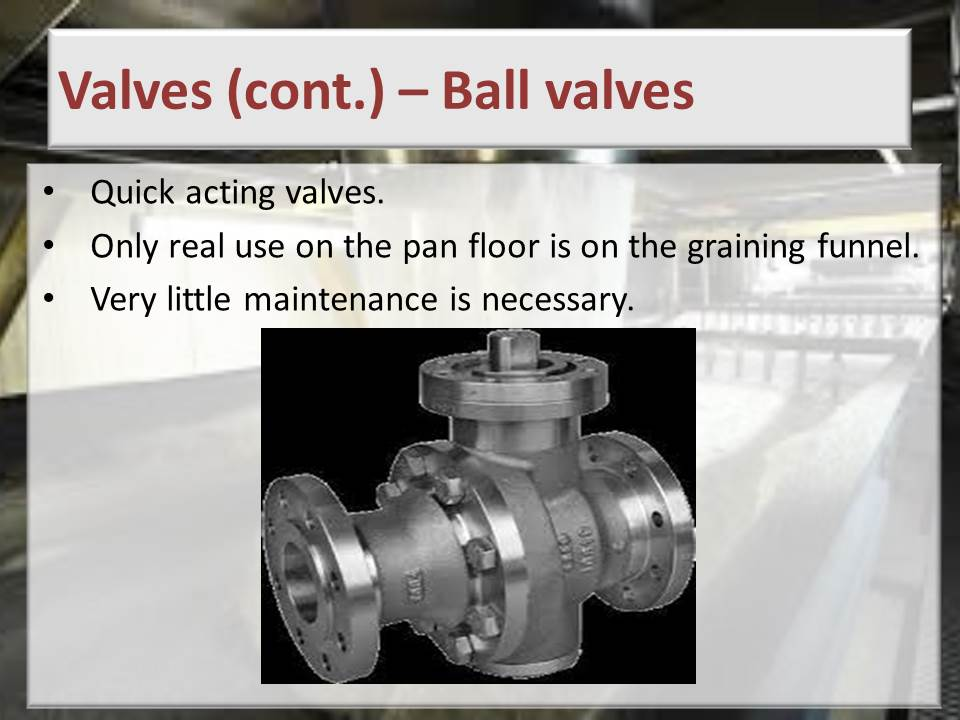 Valves (cont.) – Ball valves
• Quick acting valves.
• Only real use on the pan floor is on the graining funnel.
• Very little maintenance is necessary.